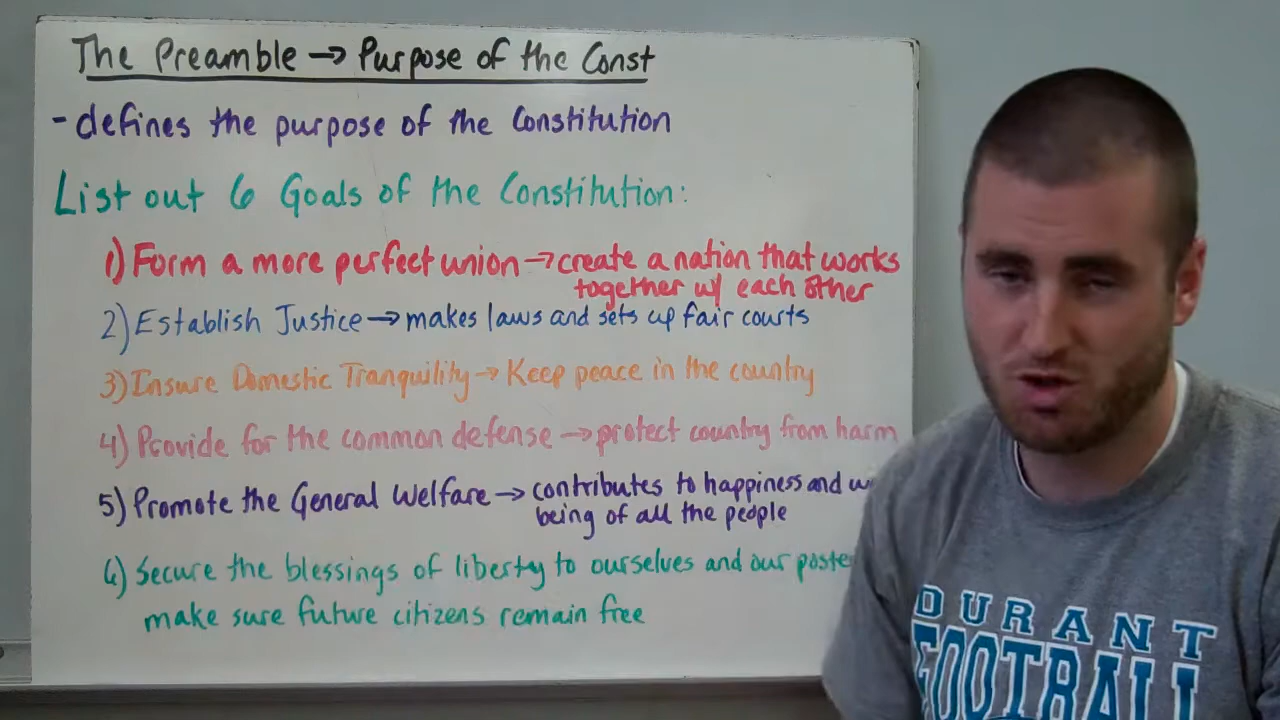 The Preamble → Purpose of the Const
- defines the purpose of the Constitution
List out 6 Goals of the Constitution:
1) Form a more perfect union → create a nation that works
together w/ each other
2) Establish Justice → makes laws and sets up fair courts
3) Insure Domestic Tranquility → Keep peace in the country
4) Provide for the common defense → protect country from harm
5) Promote the General Welfare → contributes to happiness and
being of all the people
6) Secure the blessings of liberty to ourselves and our
make sure future citizens remain free
DURANT
FOOTBALL